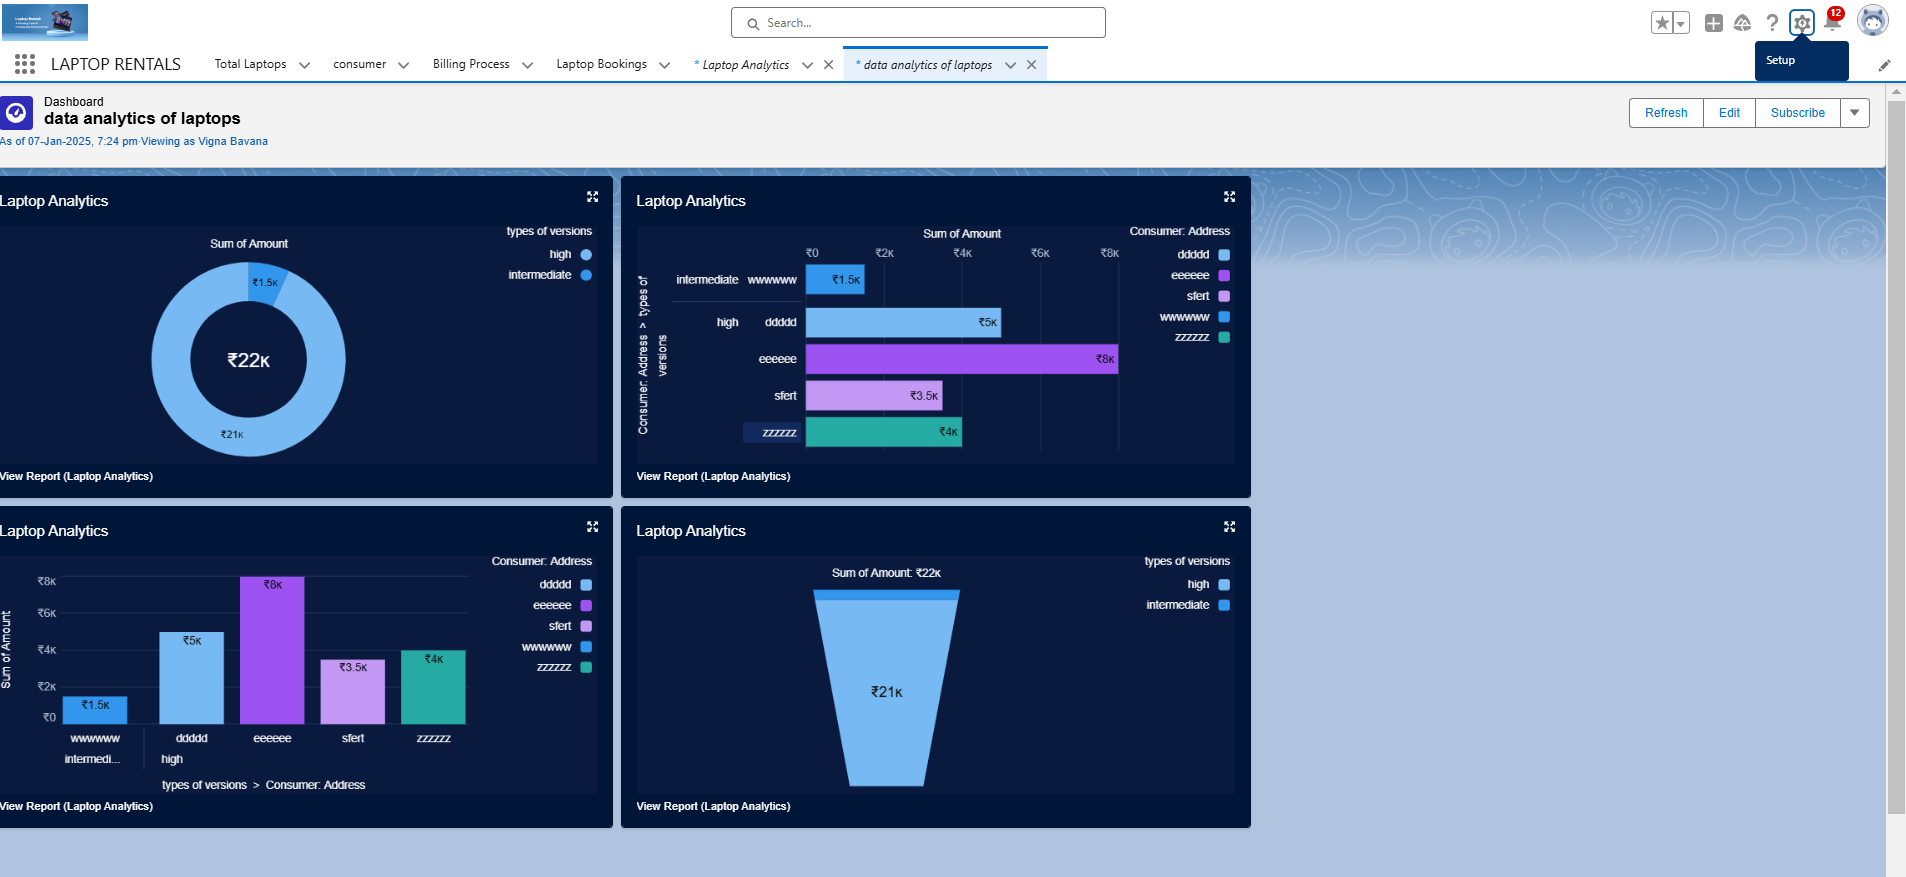 Search...
12
LAPTOP RENTALS
Total Laptops
consumer
Billing Process
Laptop Bookings
* Laptop Analytics
* data analytics of laptops
Setup
Dashboard
data analytics of laptops
As of 07-Jan-2025, 7:24 pm·Viewing as Vigna Bavana
Refresh
Edit
Subscribe
Laptop Analytics
Sum of Amount
types of versions
high
intermediate
₹1.5K
₹22K
₹21K
View Report (Laptop Analytics)
Laptop Analytics
Sum of Amount
Consumer: Address
₹0 ₹2K ₹4K ₹6K ₹8K
Consumer: Address > types of
versions
intermediate wwwwww ₹1.5K
high ddddd ₹5K
eeeeee ₹8K
sfert ₹3.5K
zzzzzz ₹4K
ddddd
eeeeee
sfert
wwwwww
zzzzzz
View Report (Laptop Analytics)
Laptop Analytics
Consumer: Address
ddddd
eeeeee
sfert
wwwwww
zzzzzz
Sum of Amount
₹8K
₹6K
₹4K
₹2K
₹0
₹1.5K
₹5K
₹8K
₹3.5K
₹4K
wwwwww ddddd eeeeee sfert zzzzzz
intermedi... high
types of versions > Consumer: Address
View Report (Laptop Analytics)
Laptop Analytics
types of versions
Sum of Amount: ₹22K
high
intermediate
₹21K
View Report (Laptop Analytics)